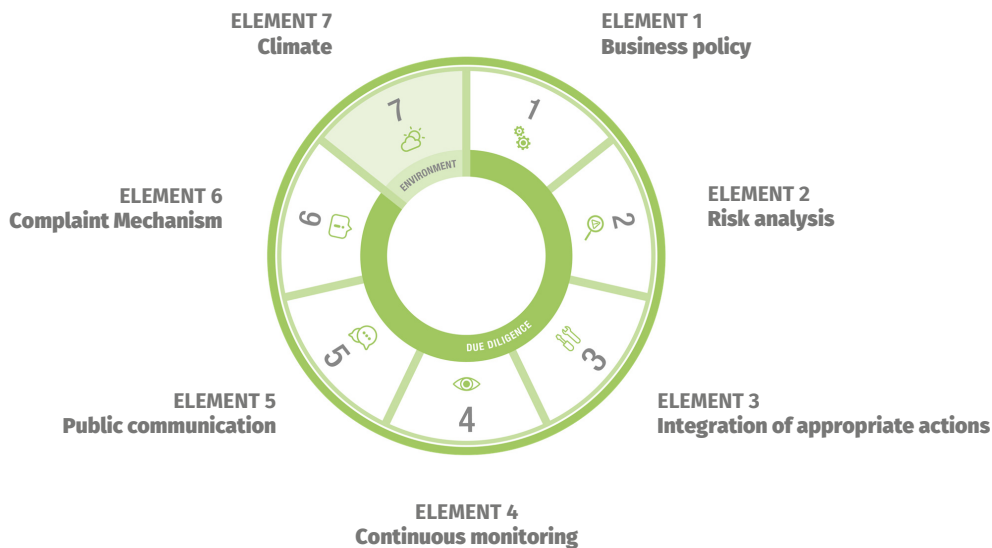 ELEMENT 7
Climate
ELEMENT 1
Business policy
7
1
ENVIRONMENT
ELEMENT 6
Complaint Mechanism
6
2
ELEMENT 2
Risk analysis
DUE DILIGENCE
5
3
4
ELEMENT 5
Public communication
ELEMENT 3
Integration of appropriate actions
ELEMENT 4
Continuous monitoring